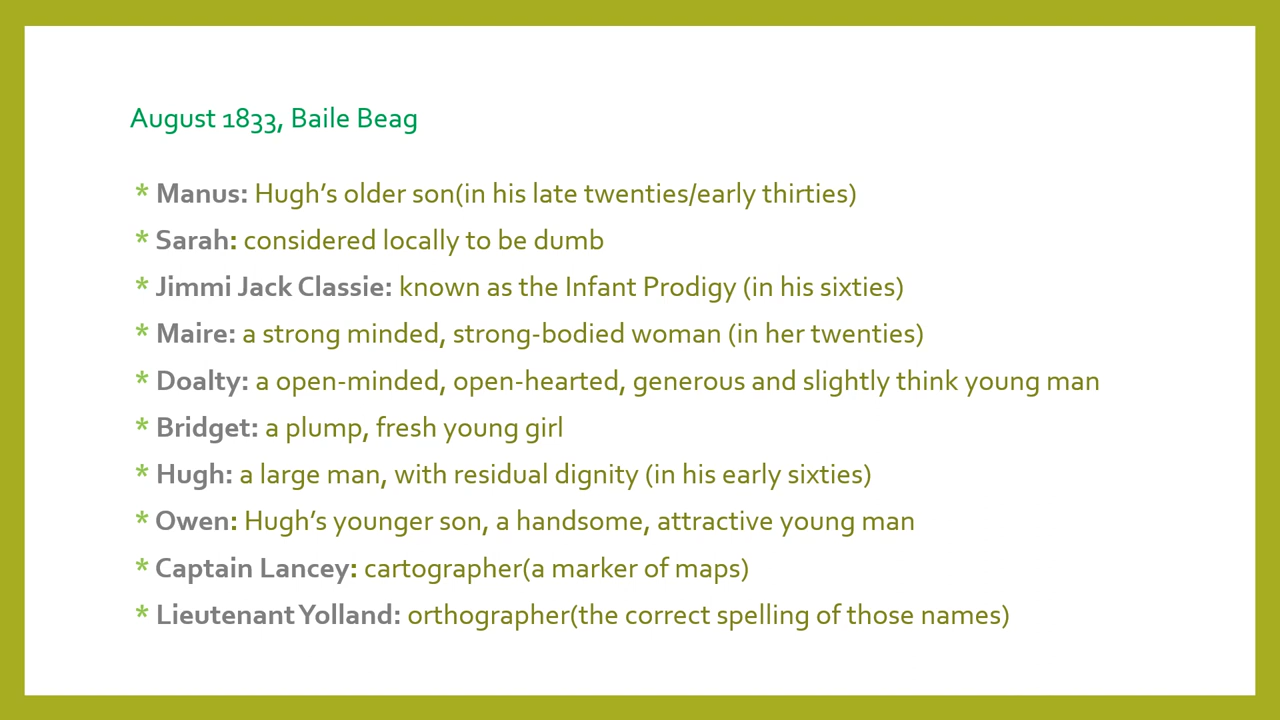 August 1833, Baile Beag
* Manus: Hugh’s older son(in his late twenties/early thirties)
* Sarah: considered locally to be dumb
* Jimmi Jack Classie: known as the Infant Prodigy (in his sixties)
* Maire: a strong minded, strong-bodied woman (in her twenties)
* Doalty: a open-minded, open-hearted, generous and slightly think young man
* Bridget: a plump, fresh young girl
* Hugh: a large man, with residual dignity (in his early sixties)
* Owen: Hugh’s younger son, a handsome, attractive young man
* Captain Lancey: cartographer(a marker of maps)
* Lieutenant Yolland: orthographer(the correct spelling of those names)